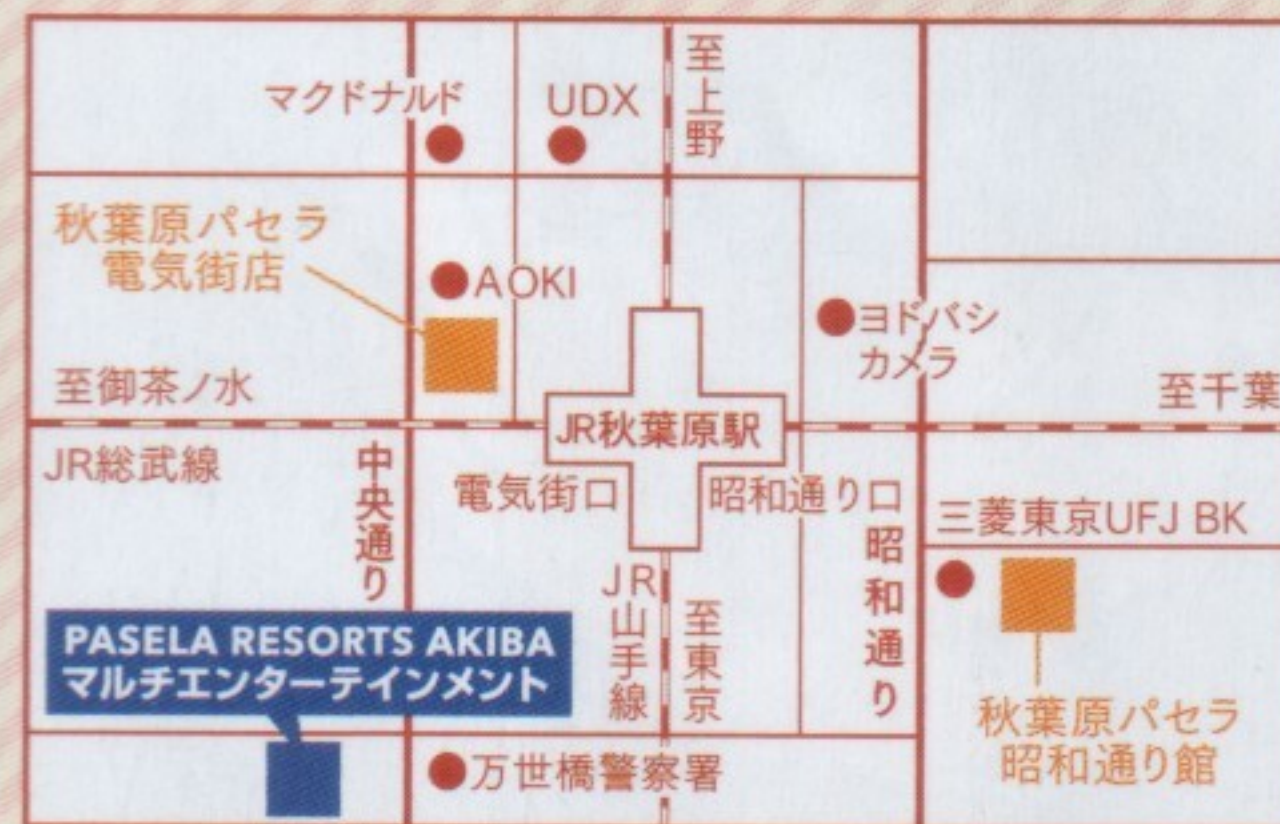 マクドナルド
UDX
至上野
秋葉原パセラ
電気街店
AOKI
ヨドバシ
カメラ
至御茶ノ水
至千葉
JR秋葉原駅
JR総武線
中央通り
電気街口
昭和通り口
昭和通り
三菱東京UFJ BK
JR山手線
至東京
PASELA RESORTS AKIBA
マルチエンターテインメント
秋葉原パセラ
昭和通り館
万世橋警察署